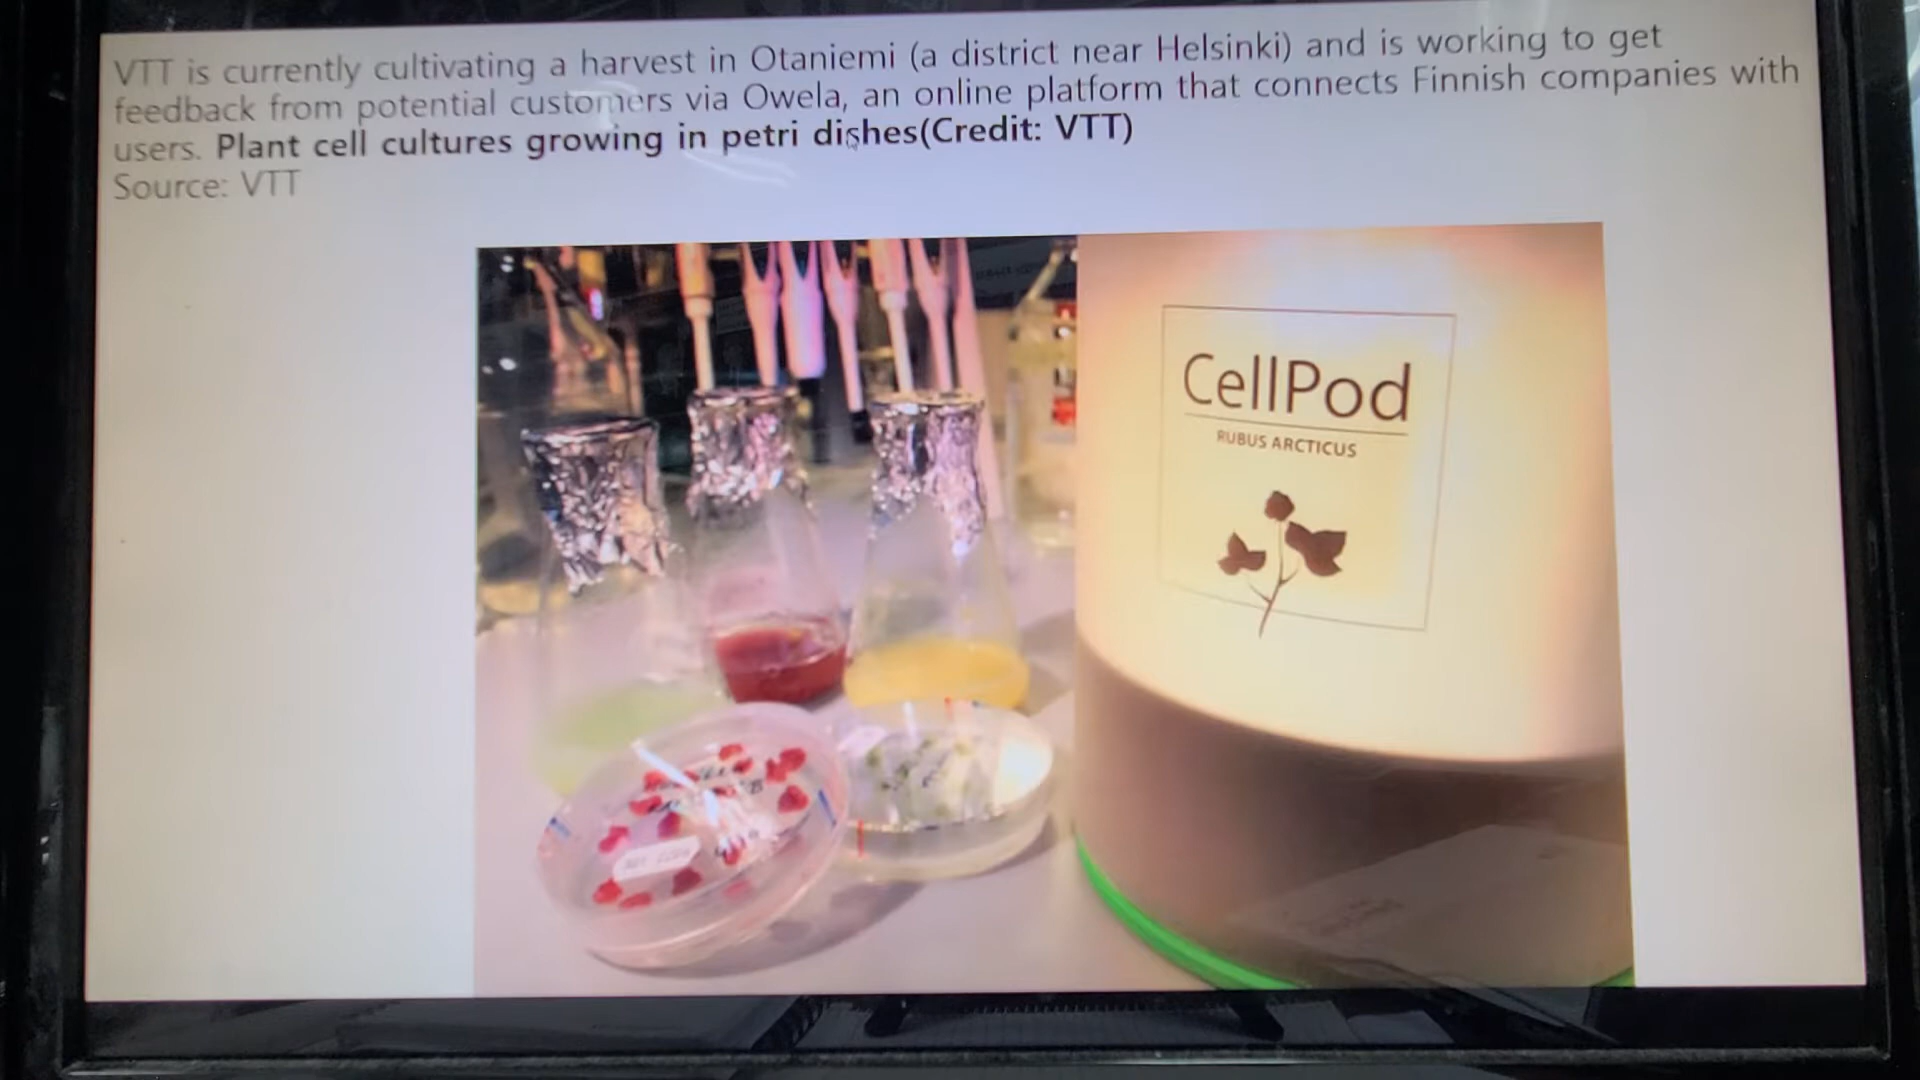 VTT is currently cultivating a harvest in Otaniemi (a district near Helsinki) and is working to get
feedback from potential customers via Owela, an online platform that connects Finnish companies with
users. Plant cell cultures growing in petri dishes(Credit: VTT)
Source: VTT
CellPod
RUBUS ARCTICUS